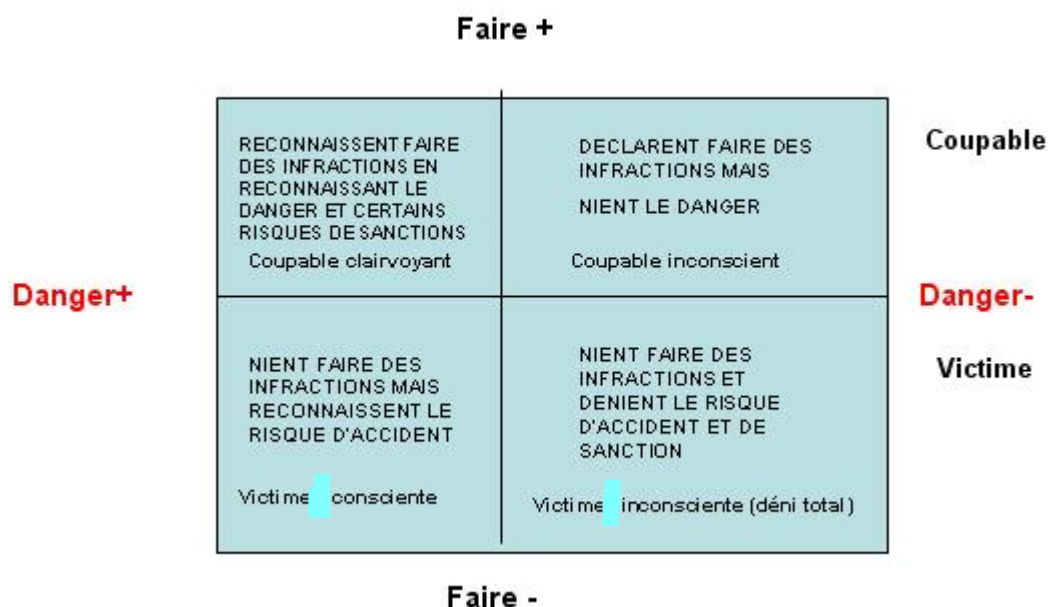 Faire +
RECONNAISSENT FAIRE
DES INFRACTIONS EN
RECONNAISSANT LE
DANGER ET CERTAINS
RISQUES DE SANCTIONS
Coupable clairvoyant
DECLARENT FAIRE DES
INFRACTIONS MAIS
NIENT LE DANGER
Coupable inconscient
Coupable
Danger+
Danger-
NIENT FAIRE DES
INFRACTIONS MAIS
RECONNAISSENT LE
RISQUE D'ACCIDENT
Victime consciente
NIENT FAIRE DES
INFRACTIONS ET
DENIENT LE RISQUE
D'ACCIDENT ET DE
SANCTION
Victime inconsciente (déni total)
Victime
Faire -